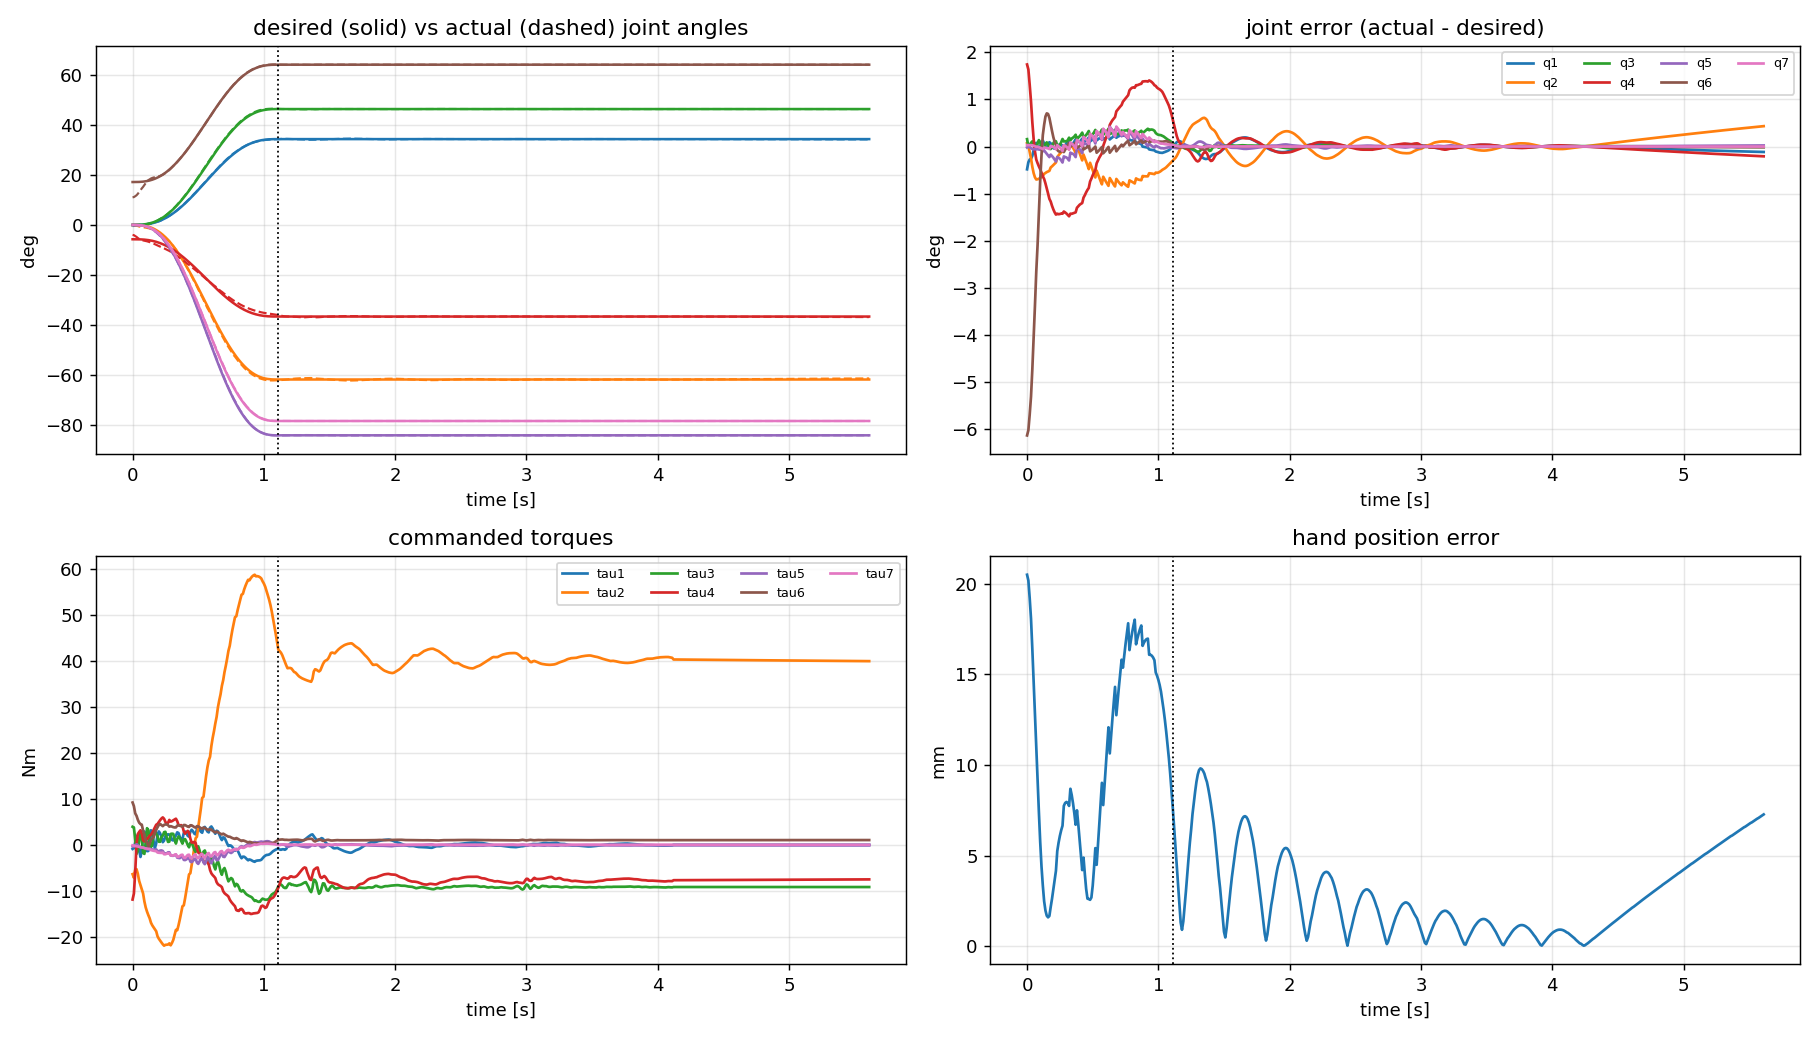 desired (solid) vs actual (dashed) joint angles
60
40
20
0
−20
−40
−60
−80
deg
0 1 2 3 4 5
time [s]
joint error (actual - desired)
q1 q3 q5 q7
q2 q4 q6
2
1
0
−1
−2
−3
−4
−5
−6
deg
0 1 2 3 4 5
time [s]
commanded torques
tau1 tau3 tau5 tau7
tau2 tau4 tau6
60
50
40
30
20
10
0
−10
−20
Nm
0 1 2 3 4 5
time [s]
hand position error
20
15
10
5
0
mm
0 1 2 3 4 5
time [s]